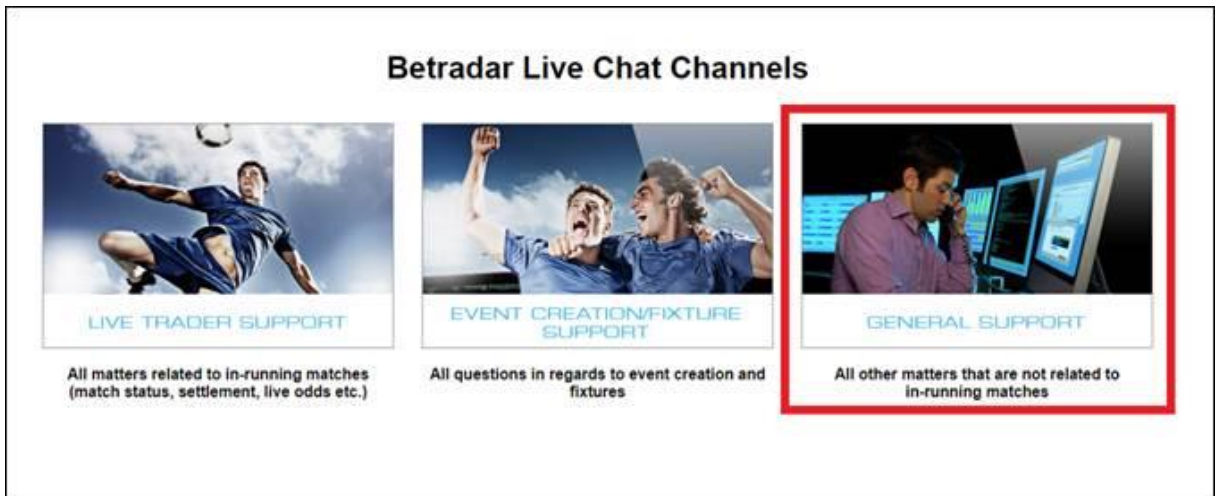 Betradar Live Chat Channels
LIVE TRADER SUPPORT
All matters related to in-running matches
(match status, settlement, live odds etc.)
EVENT CREATION/FIXTURE
SUPPORT
All questions in regards to event creation and
fixtures
GENERAL SUPPORT
All other matters that are not related to
in-running matches